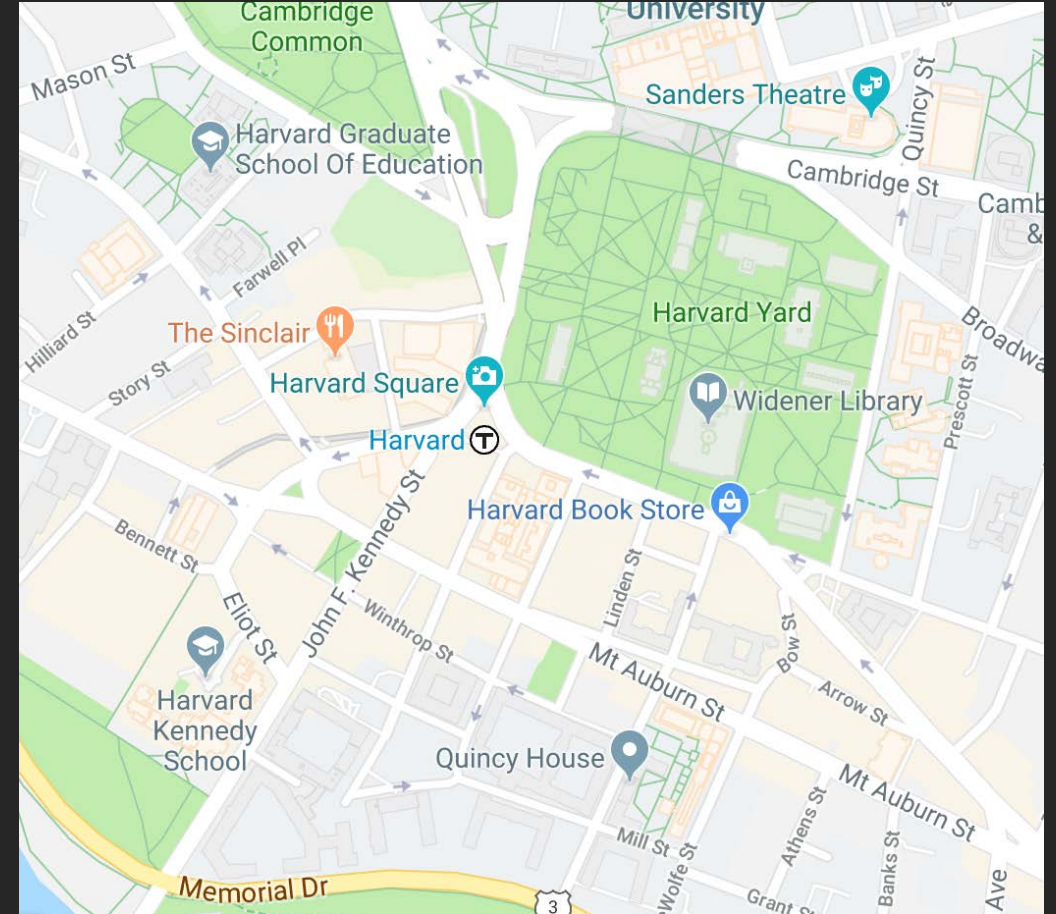 Cambridge
Common
University
Mason St
Sanders Theatre
Quincy St
Harvard Graduate
School Of Education
Cambridge St
Camb
&
Farwell Pl
Harvard Yard
Broadwa
Hilliard St
The Sinclair
Story St
Harvard Square
Widener Library
Prescott St
Harvard
T
Harvard Book Store
Bennett St
John F. Kennedy St
Linden St
Eliot St
Winthrop St
Bow St
Mt Auburn St
Arrow St
Harvard
Kennedy
School
Quincy House
Mt Auburn St
Athens St
Mill St
Banks St
Memorial Dr
3
Wolfe St
Grant S
Ave